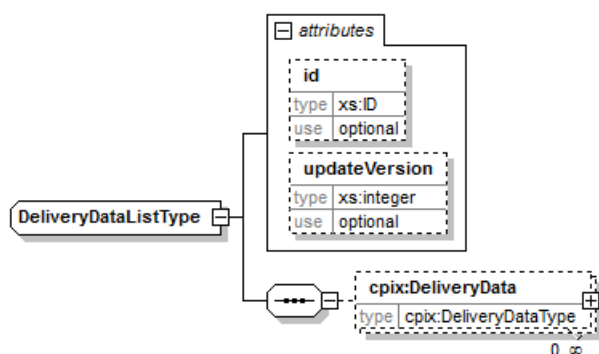 attributes
id
type xs:ID
use optional
updateVersion
type xs:integer
use optional
DeliveryDataListType
cpix:DeliveryData
type cpix:DeliveryDataType
0 ∞